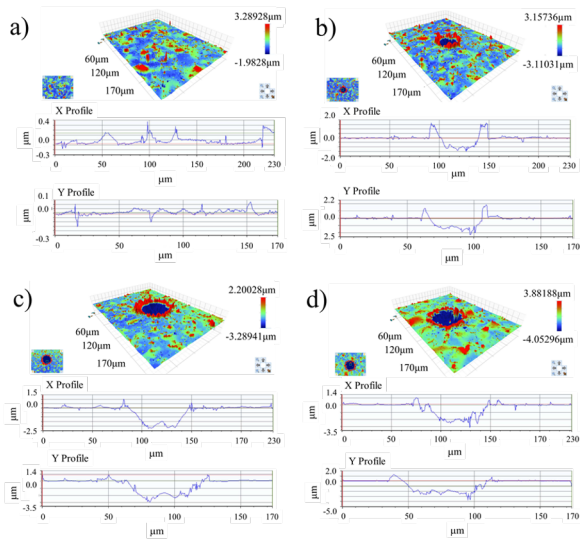 a)
3.28928µm
-1.9828µm
60µm
120µm
170µm
X Profile
µm
0.4
0.0
-0.3
0 50 100 150 200 230
µm
Y Profile
µm
0.1
0.0
-0.3
0 50 100 150 170
µm
b)
3.15736µm
-3.11031µm
60µm
120µm
170µm
X Profile
µm
2.0
0.0
-2.0
0 50 100 150 200 230
µm
Y Profile
µm
2.2
0.0
-2.2
0 50 100 150 170
µm
c)
2.20028µm
-3.28941µm
60µm
120µm
170µm
X Profile
µm
1.5
0.0
-2.5
0 50 100 150 200 230
µm
Y Profile
µm
1.4
0.0
-3.5
0 50 100 150 170
µm
d)
3.88188µm
-4.05296µm
60µm
120µm
170µm
X Profile
µm
1.4
0.0
-3.5
0 50 100 150 200 230
µm
Y Profile
µm
2.0
0.0
-5.0
0 50 100 150 170
µm